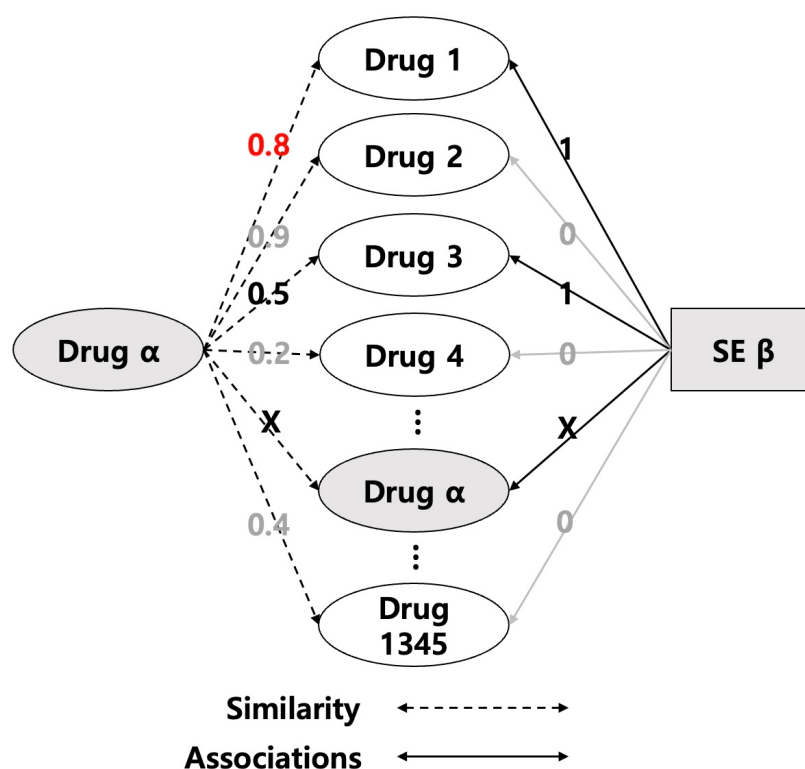 Drug 1
0.8
1
Drug 2
0.9
0
Drug 3
0.5
1
Drug α
0.2
Drug 4
0
SE β
X
X
Drug α
0.4
0
Drug
1345
Similarity
Associations